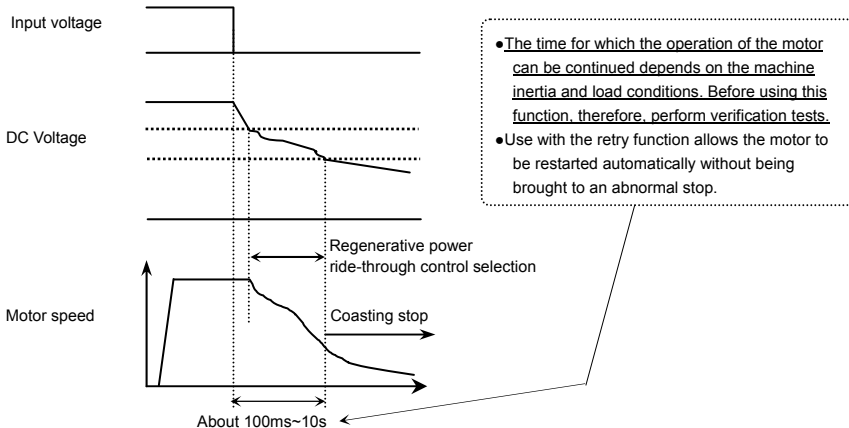 Input voltage
DC Voltage
Motor speed
Regenerative power
ride-through control selection
Coasting stop
About 100ms~10s
●The time for which the operation of the motor
can be continued depends on the machine
inertia and load conditions. Before using this
function, therefore, perform verification tests.
●Use with the retry function allows the motor to
be restarted automatically without being
brought to an abnormal stop.